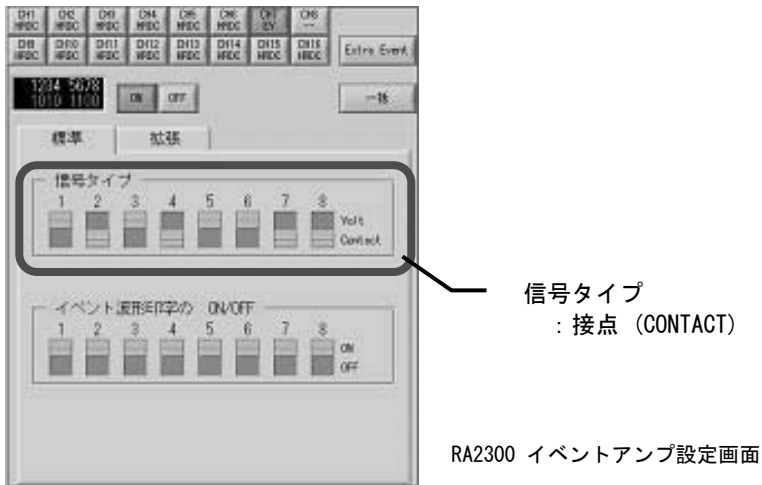 CH1 CH2 CH3 CH4 CH5 CH6 CH7 CH8
HRDC HRDC HRDC HRDC HRDC HRDC EV --
CH9 CH10 CH11 CH12 CH13 CH14 CH15 CH16
HRDC HRDC HRDC HRDC HRDC HRDC HRDC HRDC
Extra Event
1234 5678
1010 1100
ON OFF
一括
標準 拡張
信号タイプ
1 2 3 4 5 6 7 8
Volt
Contact
信号タイプ
：接点 (CONTACT)
イベント波形印字の ON/OFF
1 2 3 4 5 6 7 8
ON
OFF
RA2300 イベントアンプ設定画面